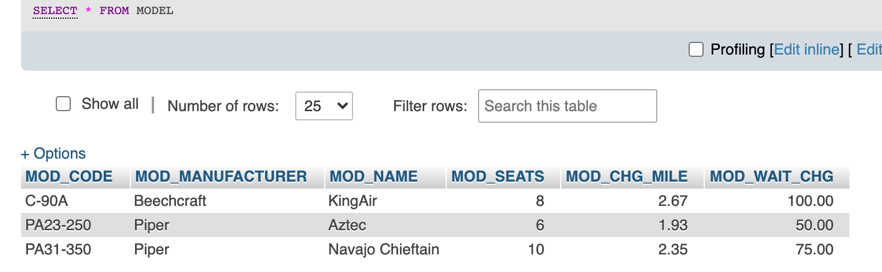 SELECT * FROM MODEL
Profiling [Edit inline] [ Edit
Show all | Number of rows: 25 Filter rows: Search this table
+ Options
MOD_CODE MOD_MANUFACTURER MOD_NAME MOD_SEATS MOD_CHG_MILE MOD_WAIT_CHG
C-90A Beechcraft KingAir 8 2.67 100.00
PA23-250 Piper Aztec 6 1.93 50.00
PA31-350 Piper Navajo Chieftain 10 2.35 75.00